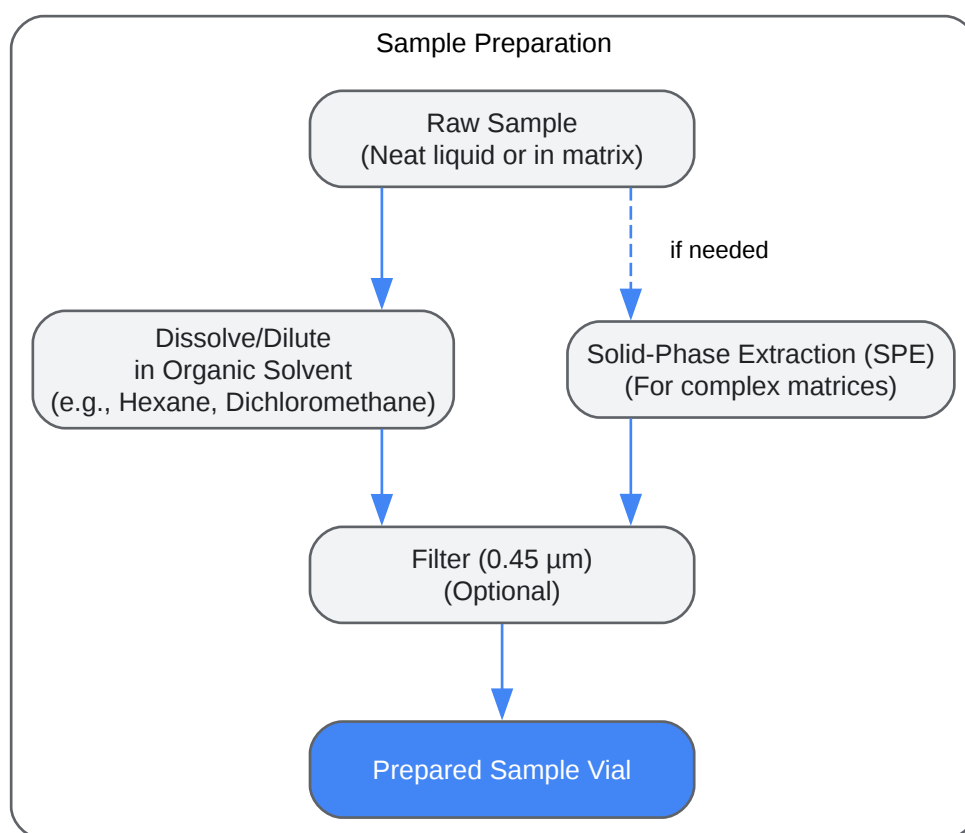 Sample Preparation
Raw Sample
(Neat liquid or in matrix)
if needed
Dissolve/Dilute
in Organic Solvent
(e.g., Hexane, Dichloromethane)
Solid-Phase Extraction (SPE)
(For complex matrices)
Filter (0.45 µm)
(Optional)
Prepared Sample Vial